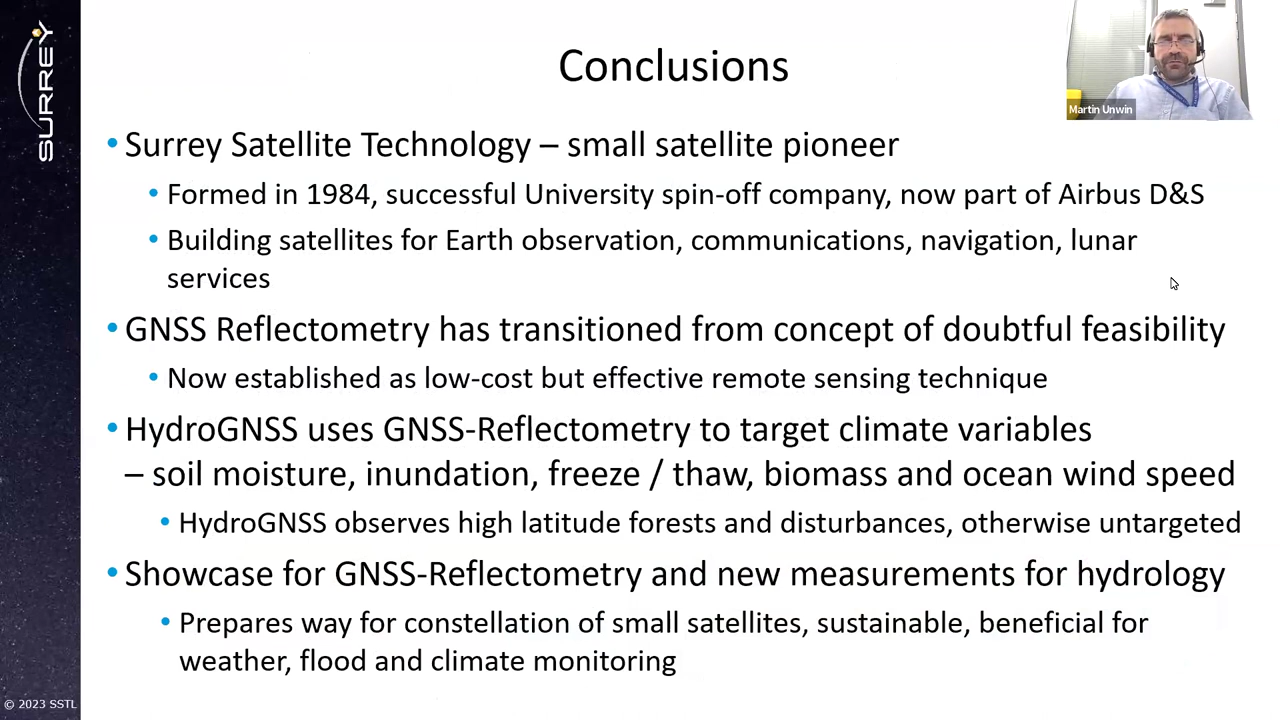 SURREY
Conclusions
Martin Unwin
•Surrey Satellite Technology – small satellite pioneer
• Formed in 1984, successful University spin-off company, now part of Airbus D&S
• Building satellites for Earth observation, communications, navigation, lunar
services
•GNSS Reflectometry has transitioned from concept of doubtful feasibility
• Now established as low-cost but effective remote sensing technique
•HydroGNSS uses GNSS-Reflectometry to target climate variables
– soil moisture, inundation, freeze / thaw, biomass and ocean wind speed
• HydroGNSS observes high latitude forests and disturbances, otherwise untargeted
•Showcase for GNSS-Reflectometry and new measurements for hydrology
• Prepares way for constellation of small satellites, sustainable, beneficial for
weather, flood and climate monitoring
© 2023 SSTL